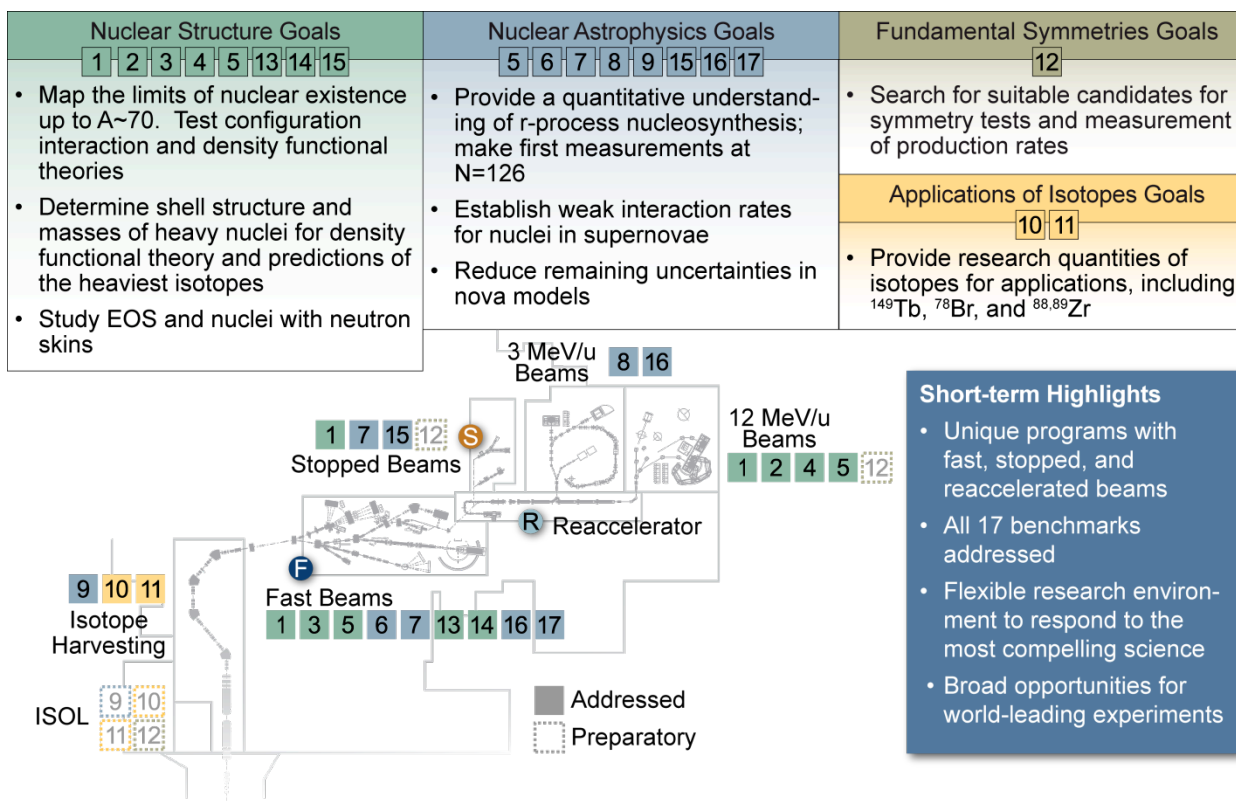 Nuclear Structure Goals
1 2 3 4 5 13 14 15
• Map the limits of nuclear existence
up to A~70. Test configuration
interaction and density functional
theories
• Determine shell structure and
masses of heavy nuclei for density
functional theory and predictions of
the heaviest isotopes
• Study EOS and nuclei with neutron
skins
Nuclear Astrophysics Goals
5 6 7 8 9 15 16 17
• Provide a quantitative understand-
ing of r-process nucleosynthesis;
make first measurements at
N=126
• Establish weak interaction rates
for nuclei in supernovae
• Reduce remaining uncertainties in
nova models
Fundamental Symmetries Goals
12
• Search for suitable candidates for
symmetry tests and measurement
of production rates
Applications of Isotopes Goals
10 11
• Provide research quantities of
isotopes for applications, including
¹⁴⁹Tb, ⁷⁸Br, and ⁸⁸,⁸⁹Zr
3 MeV/u
Beams
8 16
1 7 15 12
Stopped Beams
S
12 MeV/u
Beams
1 2 4 5 12
R Reaccelerator
F
Fast Beams
1 3 5 6 7 13 14 16 17
9 10 11
Isotope
Harvesting
ISOL
9 10
11 12
Addressed
Preparatory
Short-term Highlights
• Unique programs with
fast, stopped, and
reaccelerated beams
• All 17 benchmarks
addressed
• Flexible research environ-
ment to respond to the
most compelling science
• Broad opportunities for
world-leading experiments